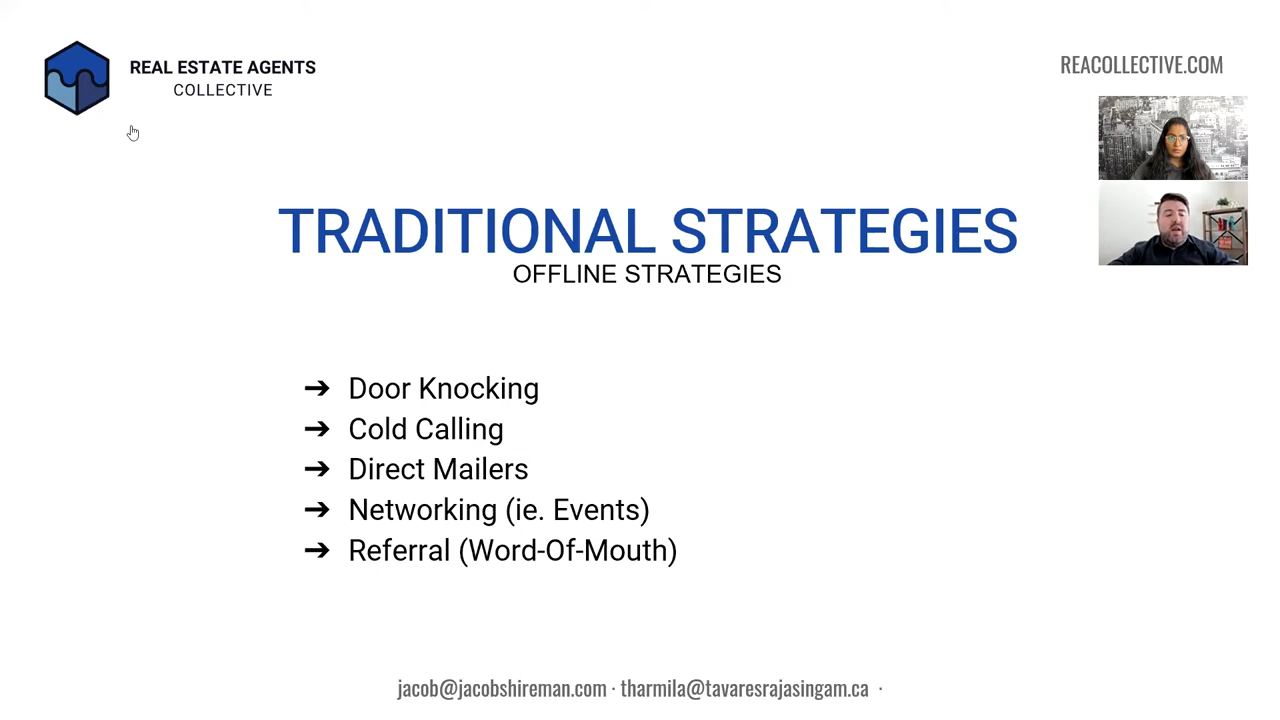 REAL ESTATE AGENTS
COLLECTIVE
REACOLLECTIVE.COM
TRADITIONAL STRATEGIES
OFFLINE STRATEGIES
➔ Door Knocking
➔ Cold Calling
➔ Direct Mailers
➔ Networking (ie. Events)
➔ Referral (Word-Of-Mouth)
jacob@jacobshireman.com · tharmila@tavaresrajasingam.ca ·